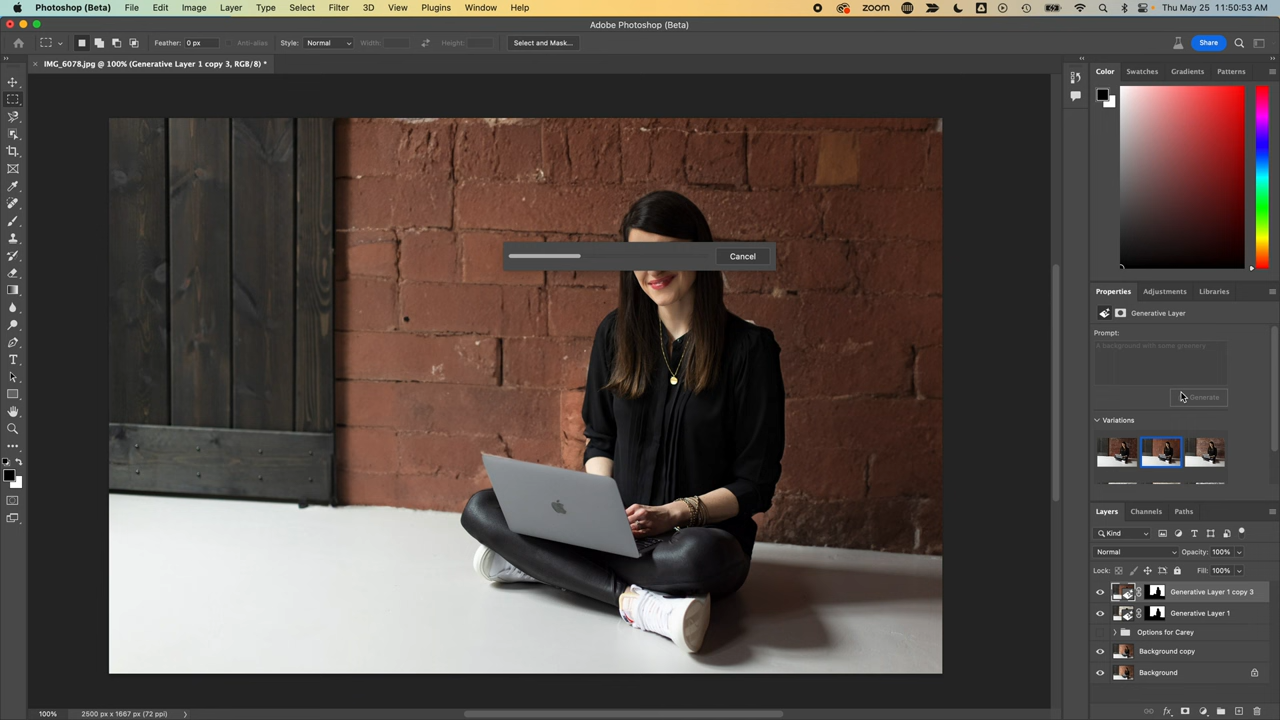 Photoshop (Beta) File Edit Image Layer Type Select Filter 3D View Plugins Window Help zoom Thu May 25 11:50:53 AM
Adobe Photoshop (Beta)
Feather: 0 px Anti-alias Style: Normal Width: Height: Select and Mask... Share
× IMG_6078.jpg @ 100% (Generative Layer 1 copy 3, RGB/8) *
Color Swatches Gradients Patterns
Cancel
Properties Adjustments Libraries
Generative Layer
Prompt:
A background with some greenery
Generate
Variations
Layers Channels Paths
Kind
Normal Opacity: 100%
Lock: Fill: 100%
Generative Layer 1 copy 3
Generative Layer 1
Options for Carey
Background copy
Background
100% 2500 px x 1667 px (72 ppi)
fx